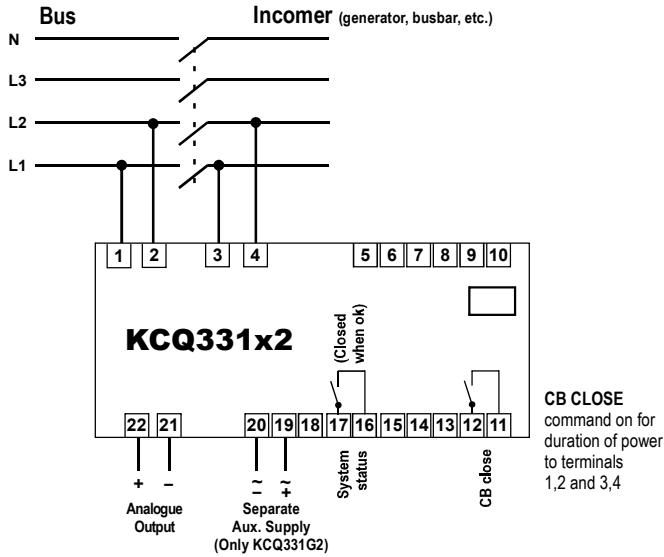 Bus
Incomer (generator, busbar, etc.)
N
L3
L2
L1
1 2 3 4 5 6 7 8 9 10
KCQ331x2
(Closed
when ok)
22 21 20 19 18 17 16 15 14 13 12 11
CB CLOSE
command on for
duration of power
to terminals
1,2 and 3,4
+ – ~ ~
– +
System
status
CB close
Analogue
Output
Separate
Aux. Supply
(Only KCQ331G2)